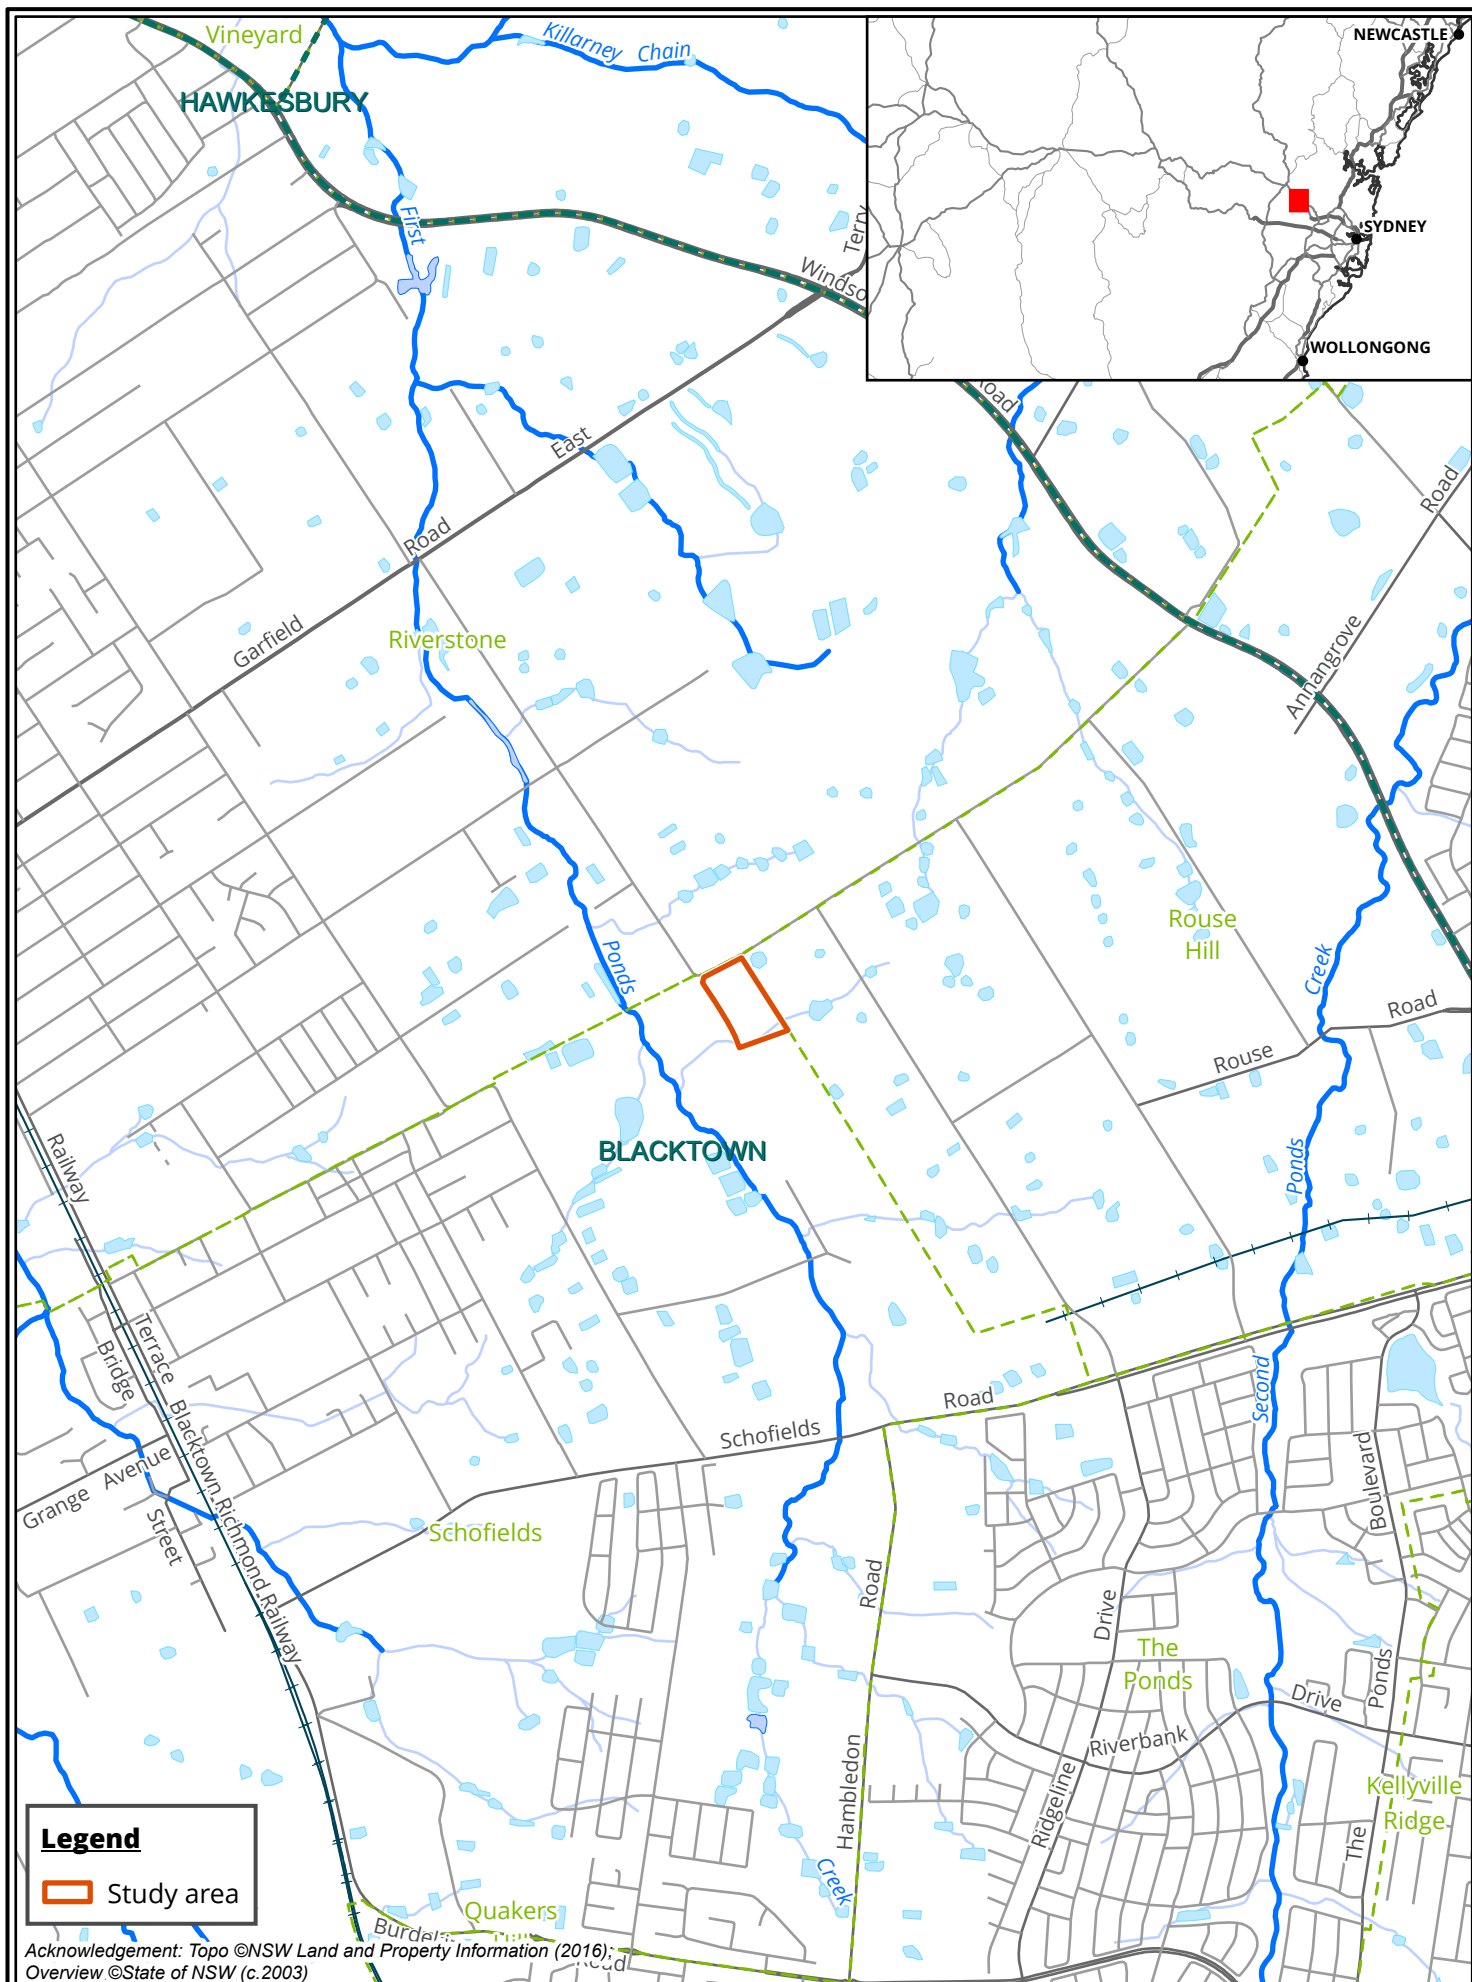 Vineyard
Killarney Chain
HAWKESBURY
NEWCASTLE
SYDNEY
WOLLONGONG
First
Terry
Windso
Road
East
Road
Road
Garfield
Riverstone
Annangrove
Rouse
Hill
Ponds
Creek
Road
Rouse
BLACKTOWN
Railway
Ponds
Terrace
Bridge
Second
Road
Schofields
Blacktown Richmond Railway
Boulevard
Grange Avenue
Street
Schofields
Road
Drive
The
Ponds
Ponds
Drive
Riverbank
Hambledon
Ridgeline
Kellyville
Ridge
The
Creek
Legend
Study area
Quakers
Road
Acknowledgement: Topo ©NSW Land and Property Information (2016);
Overview ©State of NSW (c.2003)